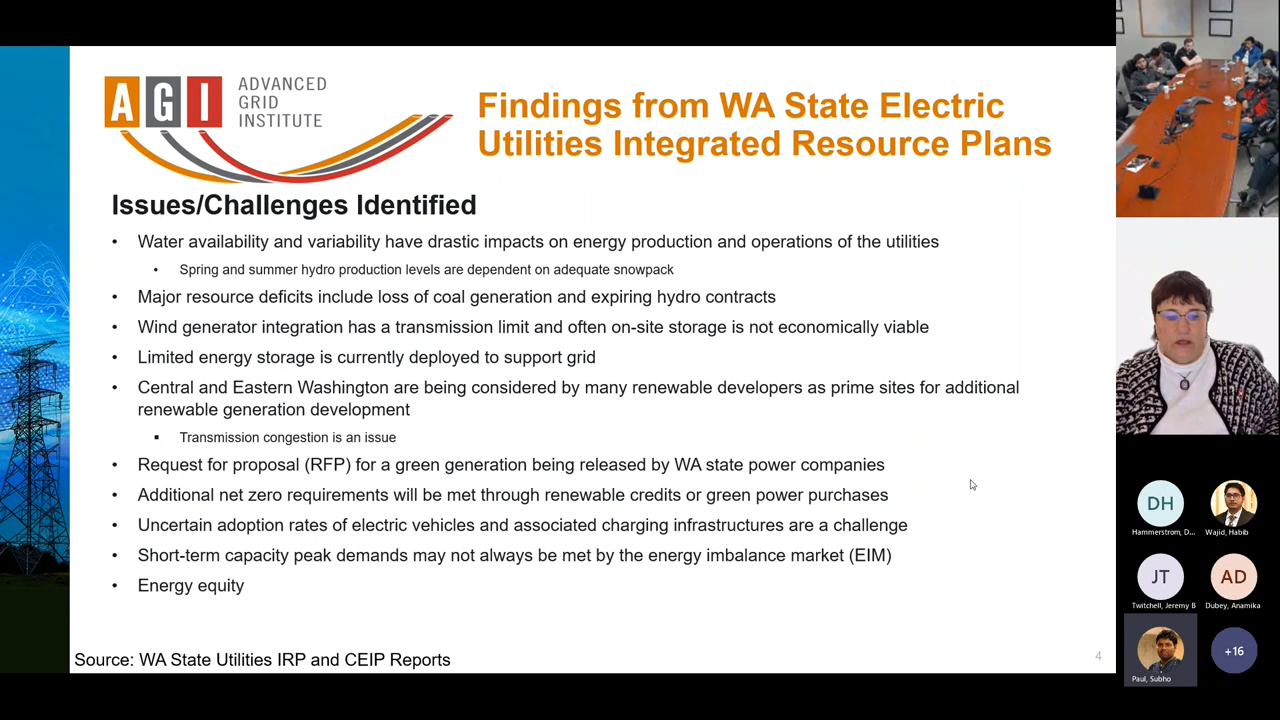 AGI
ADVANCED
GRID
INSTITUTE
Findings from WA State Electric
Utilities Integrated Resource Plans
Issues/Challenges Identified
• Water availability and variability have drastic impacts on energy production and operations of the utilities
• Spring and summer hydro production levels are dependent on adequate snowpack
• Major resource deficits include loss of coal generation and expiring hydro contracts
• Wind generator integration has a transmission limit and often on-site storage is not economically viable
• Limited energy storage is currently deployed to support grid
• Central and Eastern Washington are being considered by many renewable developers as prime sites for additional
renewable generation development
▪ Transmission congestion is an issue
• Request for proposal (RFP) for a green generation being released by WA state power companies
• Additional net zero requirements will be met through renewable credits or green power purchases
• Uncertain adoption rates of electric vehicles and associated charging infrastructures are a challenge
• Short-term capacity peak demands may not always be met by the energy imbalance market (EIM)
• Energy equity
Source: WA State Utilities IRP and CEIP Reports
4
DH
Hammerstrom, D...
Wajid, Habib
JT
Twitchell, Jeremy B
AD
Dubey, Anamika
Paul, Subho
+16